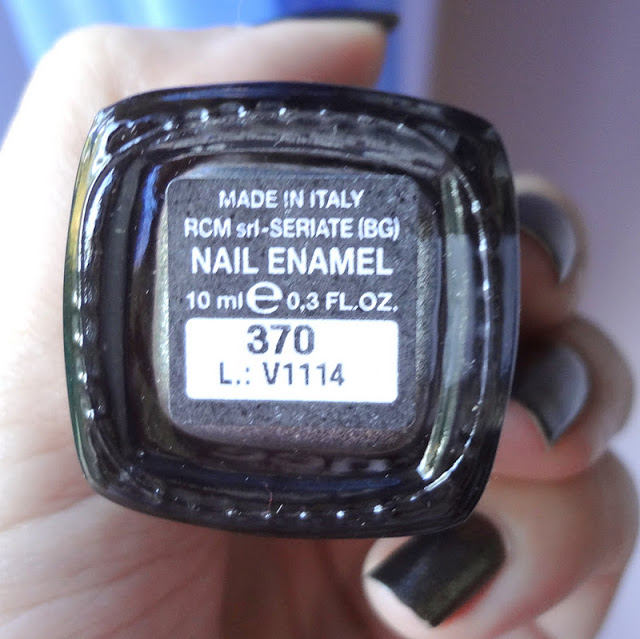 MADE IN ITALY
RCM srl-SERIATE (BG)
NAIL ENAMEL
10 ml e 0,3 FL.OZ.
370
L.: V1114